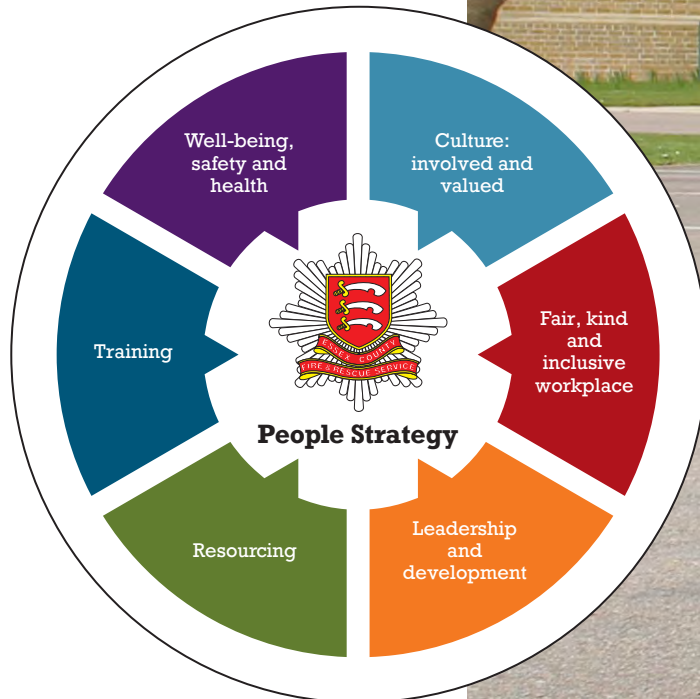 Well-being,
safety and
health
Culture:
involved and
valued
Fair, kind
and
inclusive
workplace
Leadership
and
development
Resourcing
Training
ESSEX COUNTY
FIRE & RESCUE SERVICE
People Strategy